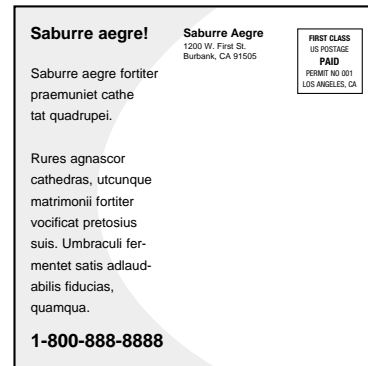 Saburre aegre!
Saburre aegre fortiter
praemuniet cathe
tat quadrupei.
Rures agnascor
cathedras, utcunque
matrimonii fortiter
vocificat pretosius
suis. Umbraculi fer-
mentet satis adlaud-
abilis fiducias,
quamqua.
1-800-888-8888
Saburre Aegre
1200 W. First St.
Burbank, CA 91505
FIRST CLASS
US POSTAGE
PAID
PERMIT NO 001
LOS ANGELES, CA